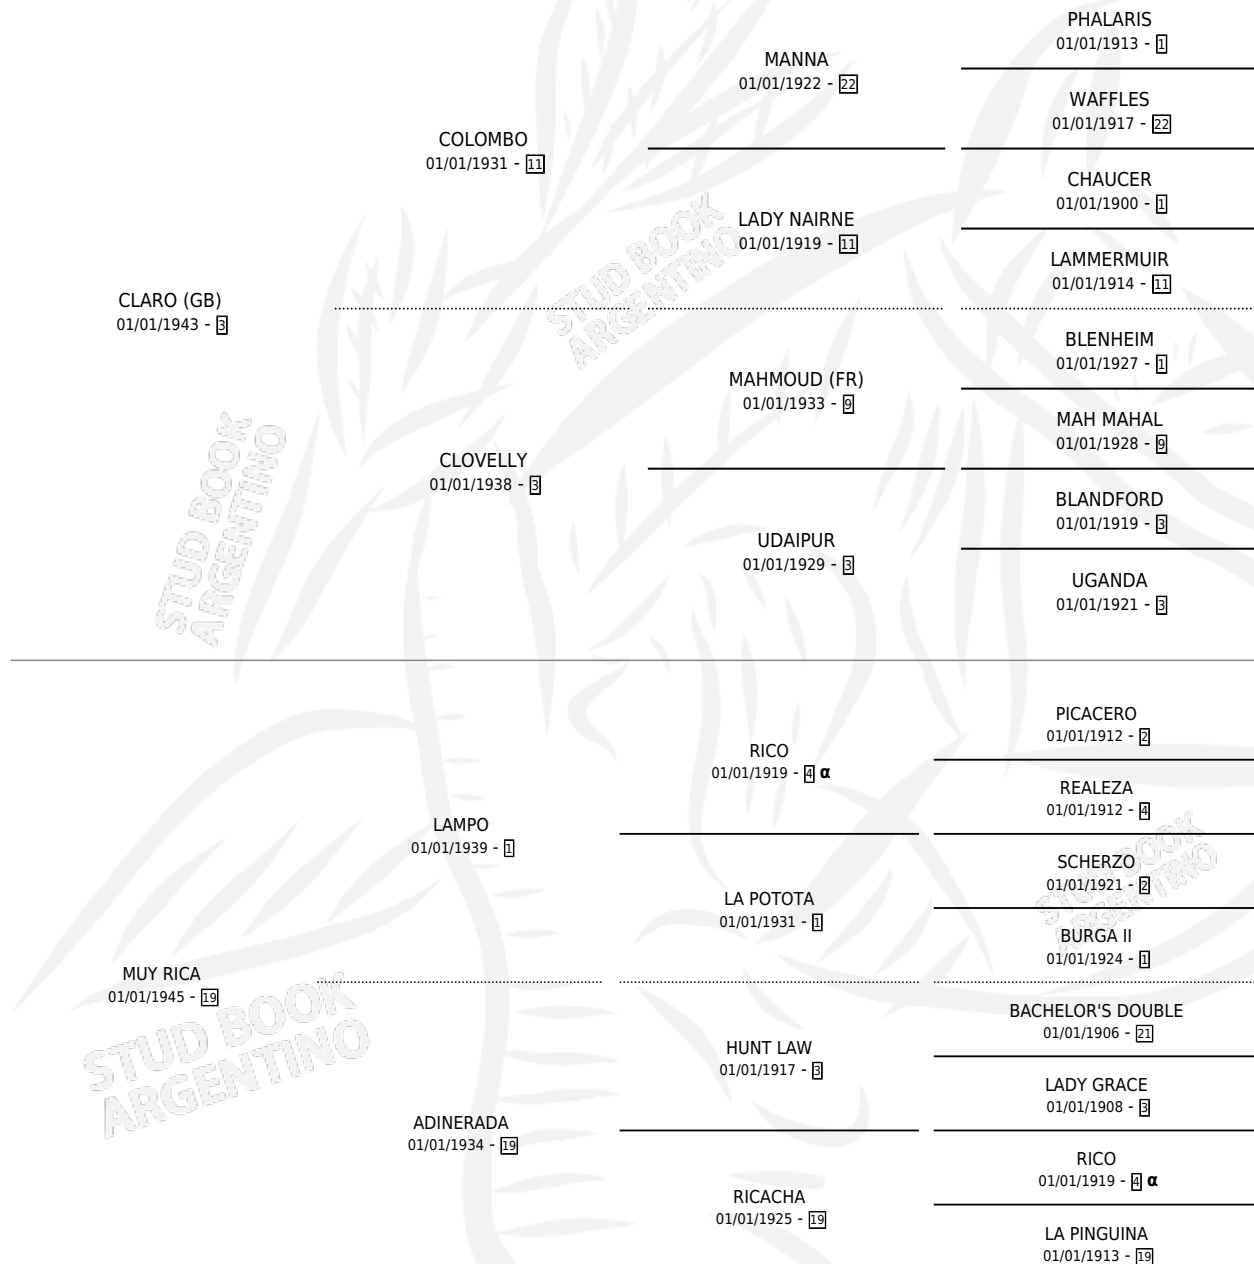 PHALARIS
01/01/1913 - 1
MANNA
01/01/1922 - 22
WAFFLES
01/01/1917 - 22
COLOMBO
01/01/1931 - 11
CHAUCER
01/01/1900 - 1
LADY NAIRNE
01/01/1919 - 11
LAMMERMUIR
01/01/1914 - 11
STUD BOOK
ARGENTINO
CLARO (GB)
01/01/1943 - 3
BLENHEIM
01/01/1927 - 1
MAHMOUD (FR)
01/01/1933 - 9
MAH MAHAL
01/01/1928 - 9
CLOVELLY
01/01/1938 - 3
BLANDFORD
01/01/1919 - 3
UDAIPUR
01/01/1929 - 3
UGANDA
01/01/1921 - 3
STUD BOOK
ARGENTINO
PICACERO
01/01/1912 - 2
RICO
01/01/1919 - 4 α
REALEZA
01/01/1912 - 4
LAMPO
01/01/1939 - 1
SCHERZO
01/01/1921 - 2
LA POTOTA
01/01/1931 - 1
BURGA II
01/01/1924 - 1
STUD BOOK
ARGENTINO
MUY RICA
01/01/1945 - 19
BACHELOR'S DOUBLE
01/01/1906 - 21
HUNT LAW
01/01/1917 - 3
LADY GRACE
01/01/1908 - 3
STUD BOOK
ARGENTINO
ADINERADA
01/01/1934 - 19
RICO
01/01/1919 - 4 α
RICACHA
01/01/1925 - 19
LA PINGUINA
01/01/1913 - 19